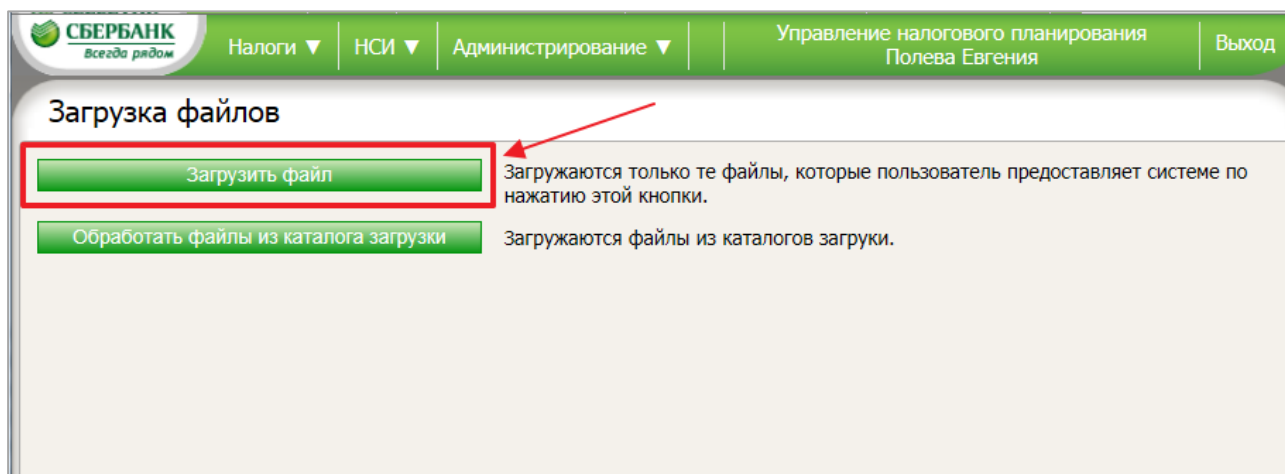 СБЕРБАНК
Всегда рядом
Налоги ▼
НСИ ▼
Администрирование ▼
Управление налогового планирования
Полева Евгения
Выход
Загрузка файлов
Загрузить файл
Загружаются только те файлы, которые пользователь предоставляет системе по
нажатию этой кнопки.
Обработать файлы из каталога загрузки
Загружаются файлы из каталогов загруки.